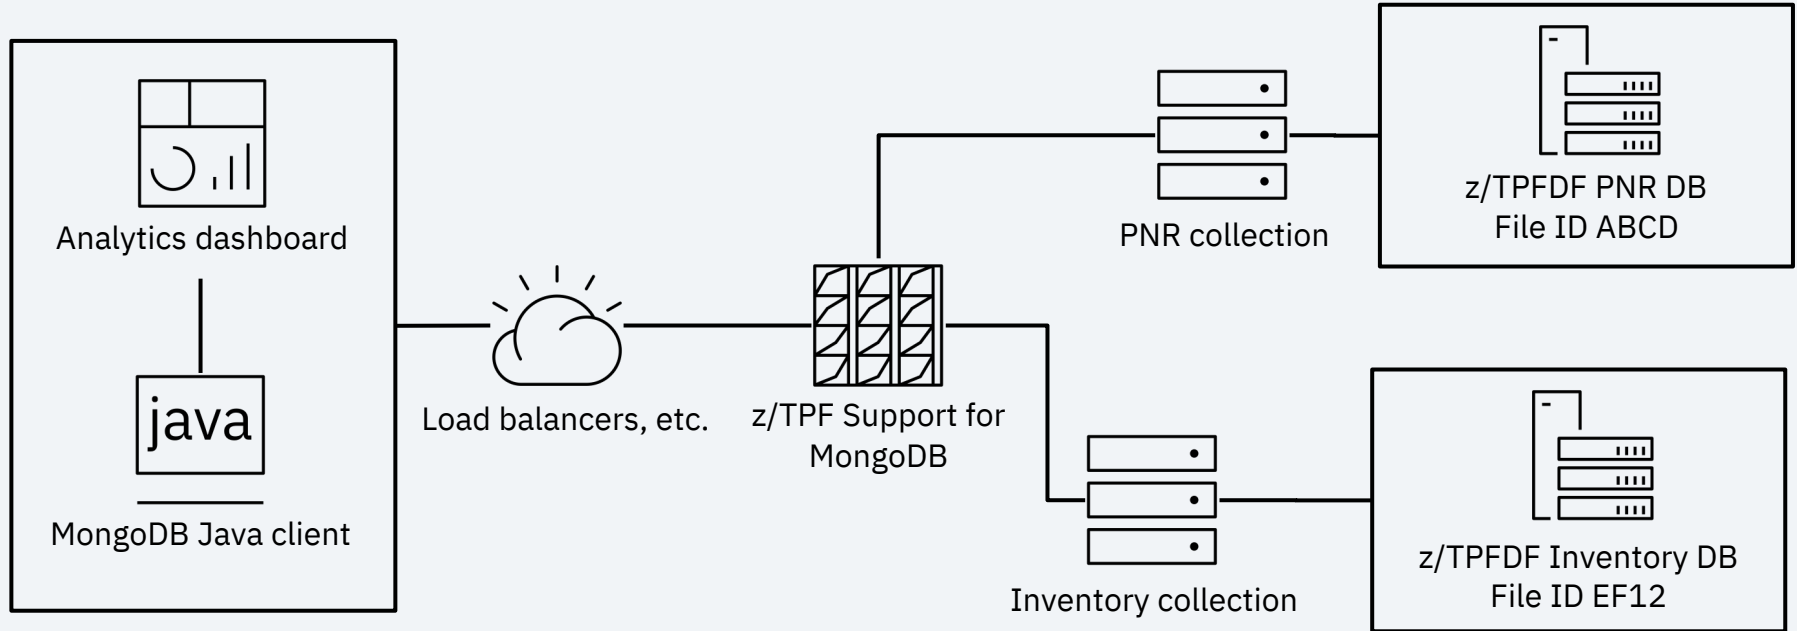 Analytics dashboard
java
MongoDB Java client
Load balancers, etc.
z/TPF Support for
MongoDB
PNR collection
z/TPFDF PNR DB
File ID ABCD
Inventory collection
z/TPFDF Inventory DB
File ID EF12